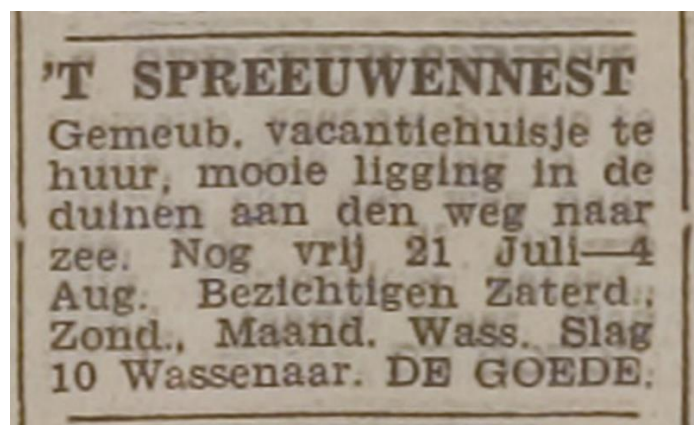 'T SPREEUWENNEST
Gemeub. vacantiehuisje te
huur, mooie ligging in de
duinen aan den weg naar
zee. Nog vrij 21 Juli—4
Aug. Bezichtigen Zaterd.,
Zond., Maand. Wass. Slag
10 Wassenaar. DE GOEDE.